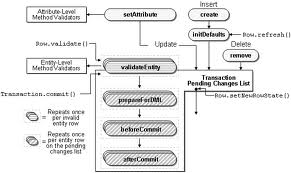 Insert
Attribute-Level
Method Validators
setAttribute
create
Row.validate()
Update
initDefaults
Row.refresh()
Delete
Entity-Level
Method Validators
validateEntity
remove
Transaction.commit()
Transaction
Pending Changes List
prepareForDML
Row.setNewRowState()
= Repeats once
per invalid
entity row
beforeCommit
= Repeats once
per entity row
on the pending
changes list
afterCommit